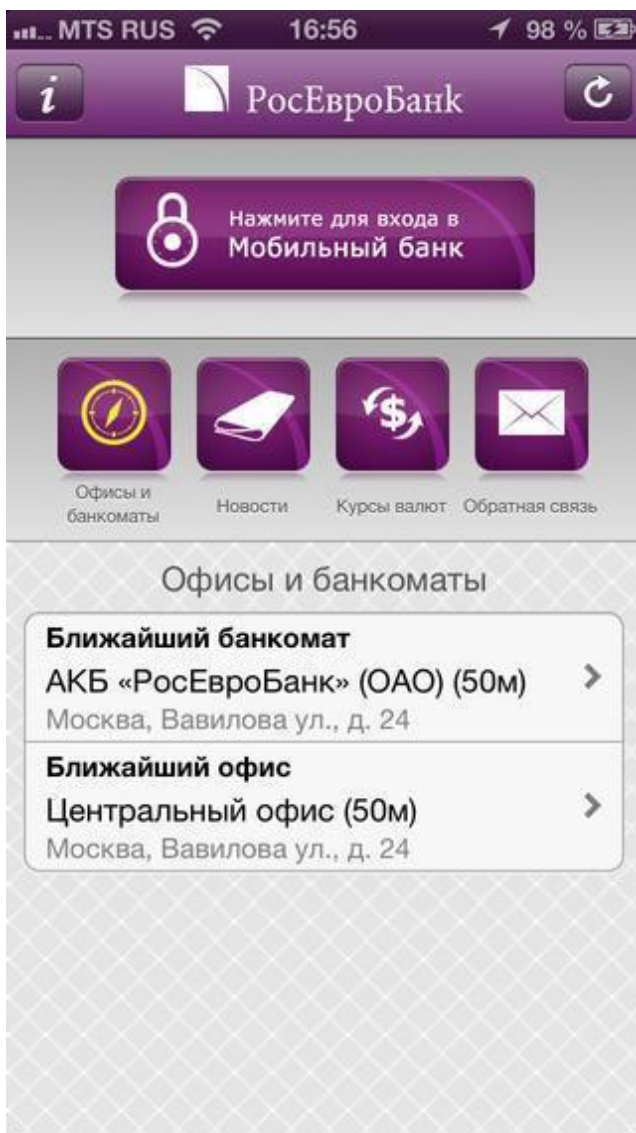 MTS RUS 16:56 98 %
i РосЕвроБанк
Нажмите для входа в
Мобильный банк
Офисы и
банкоматы
Новости
Курсы валют
Обратная связь
Офисы и банкоматы
Ближайший банкомат
АКБ «РосЕвроБанк» (ОАО) (50м)
Москва, Вавилова ул., д. 24
Ближайший офис
Центральный офис (50м)
Москва, Вавилова ул., д. 24